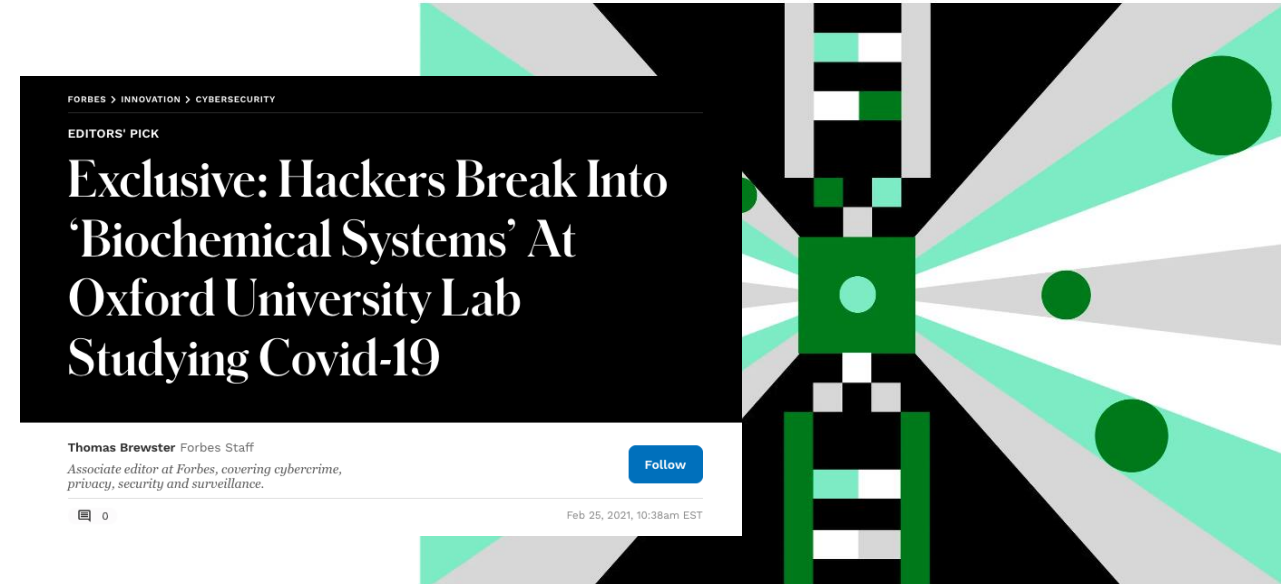 FORBES > INNOVATION > CYBERSECURITY
EDITORS' PICK
Exclusive: Hackers Break Into
‘Biochemical Systems’ At
Oxford University Lab
Studying Covid-19
Thomas Brewster Forbes Staff
Associate editor at Forbes, covering cybercrime,
privacy, security and surveillance.
Follow
0
Feb 25, 2021, 10:38am EST